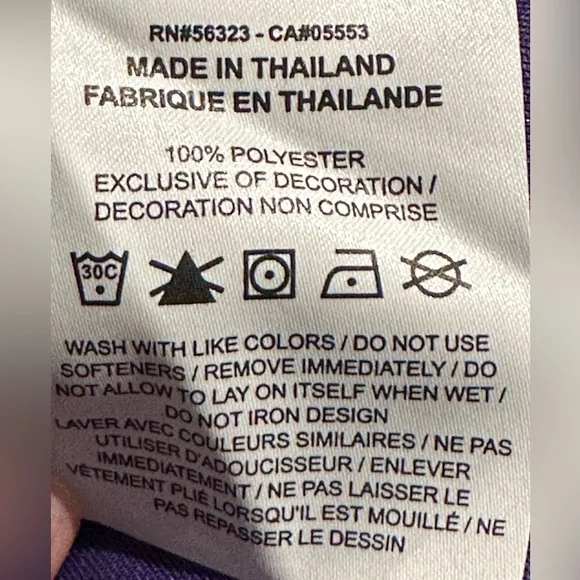 RN#56323 - CA#05553
MADE IN THAILAND
FABRIQUE EN THAILANDE
100% POLYESTER
EXCLUSIVE OF DECORATION /
DECORATION NON COMPRISE
30C
WASH WITH LIKE COLORS / DO NOT USE
SOFTENERS / REMOVE IMMEDIATELY / DO
NOT ALLOW TO LAY ON ITSELF WHEN WET /
DO NOT IRON DESIGN
LAVER AVEC COULEURS SIMILAIRES / NE PAS
UTILISER D'ADOUCISSEUR / ENLEVER
IMMEDIATEMENT / NE PAS LAISSER LE
VÊTEMENT PLIÉ LORSQU'IL EST MOUILLÉ / NE
PAS REPASSER LE DESSIN